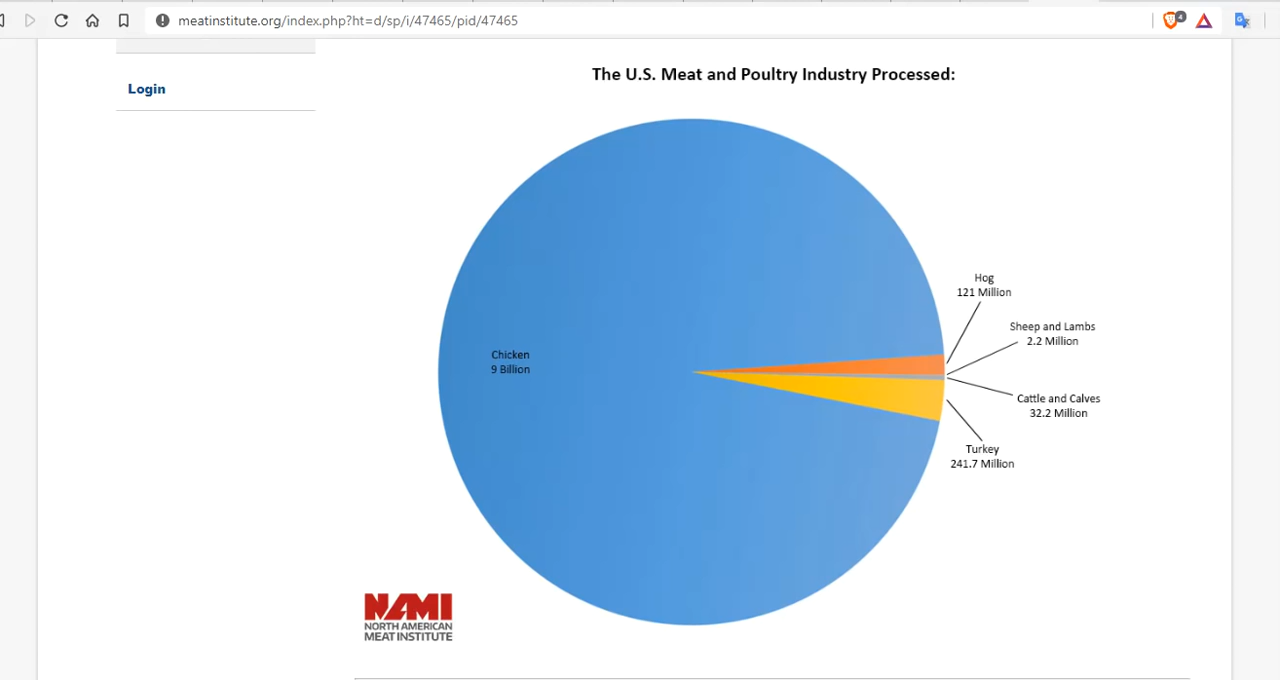 meatinstitute.org/index.php?ht=d/sp/i/47465/pid/47465
4
Login
The U.S. Meat and Poultry Industry Processed:
Hog
121 Million
Sheep and Lambs
2.2 Million
Chicken
9 Billion
Cattle and Calves
32.2 Million
Turkey
241.7 Million
NAMI
NORTH AMERICAN
MEAT INSTITUTE